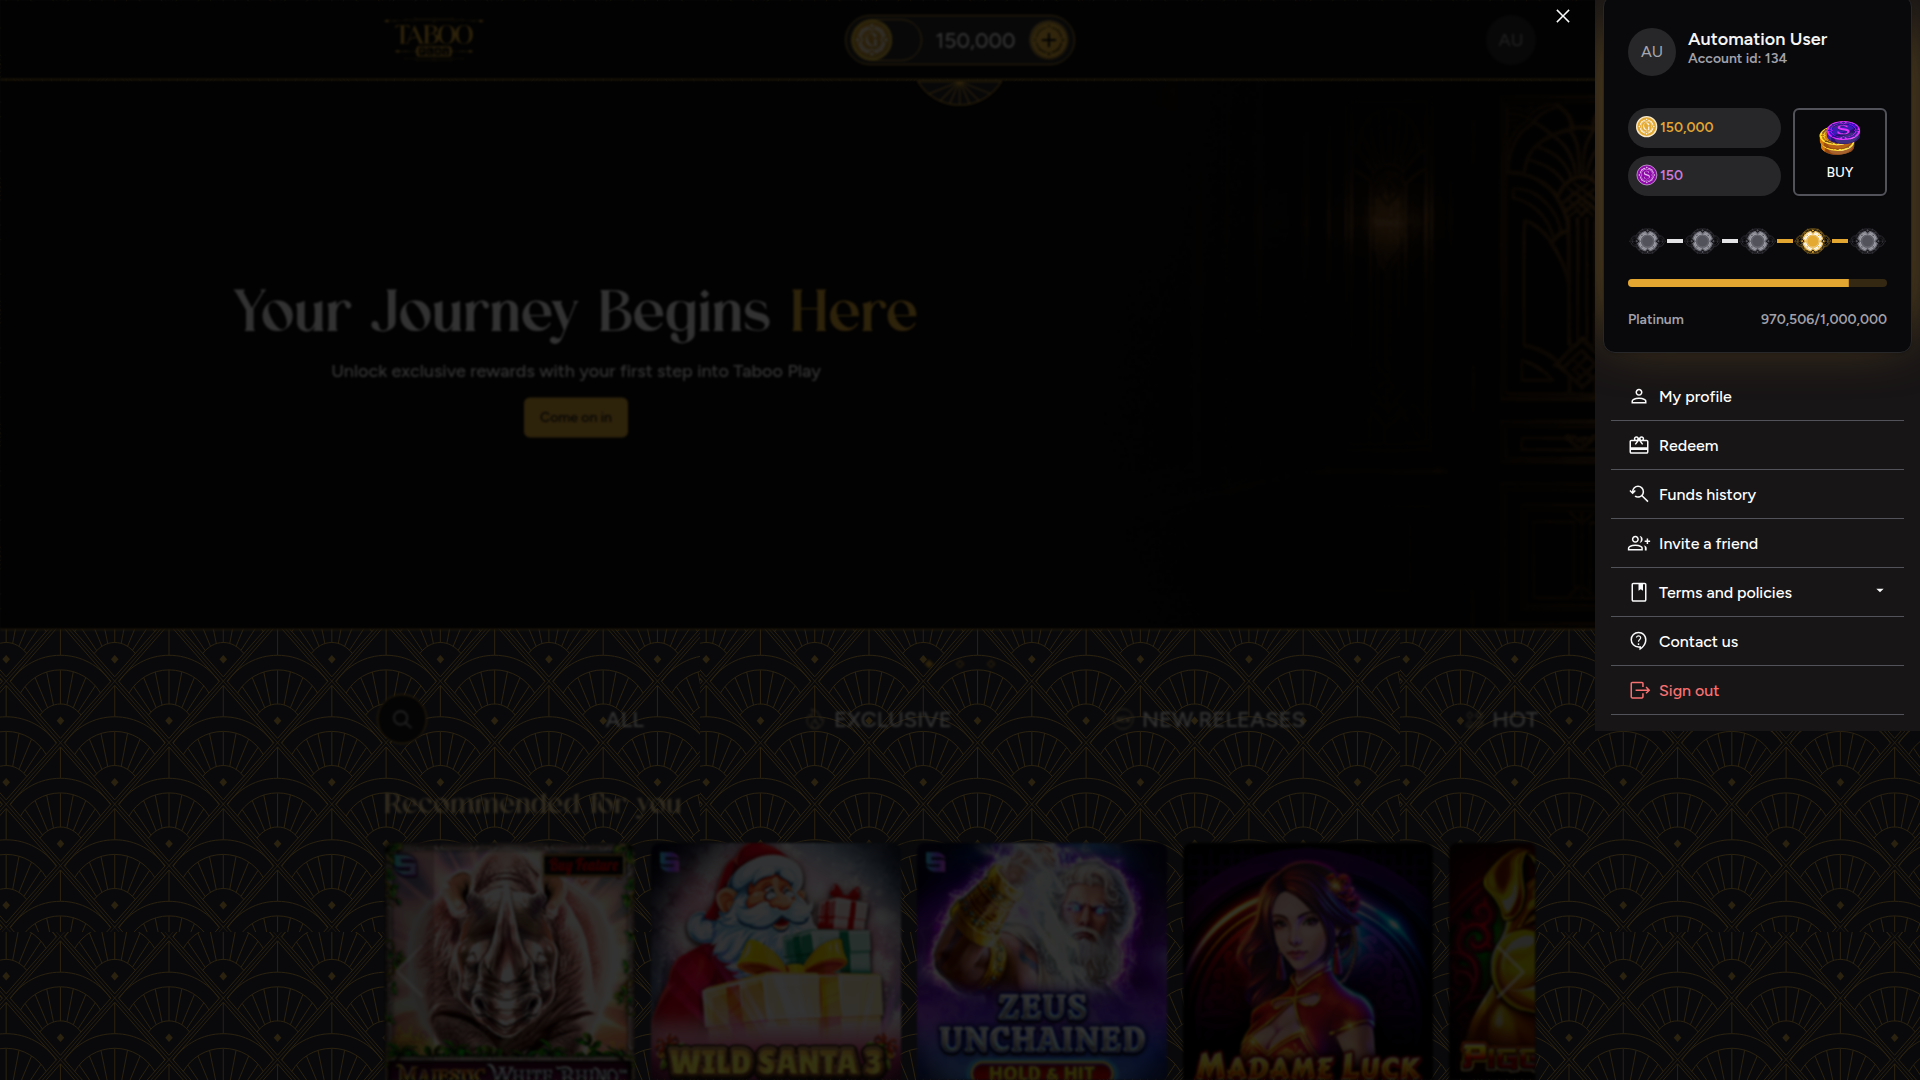 TABOO
150,000
AU
Your Journey Begins Here
Unlock exclusive rewards with your first step into Taboo Play
Come on in
ALL
EXCLUSIVE
NEW RELEASES
HOT
Recommended for you
Buy Feature
MAJESTIC WHITE RHINO
WILD SANTA 3
ZEUS
UNCHAINED
HOLD & HIT
MADAME LUCK
AU
Automation User
Account id: 134
150,000
S 150
S
BUY
Platinum
970,506/1,000,000
My profile
Redeem
Funds history
Invite a friend
Terms and policies
Contact us
Sign out